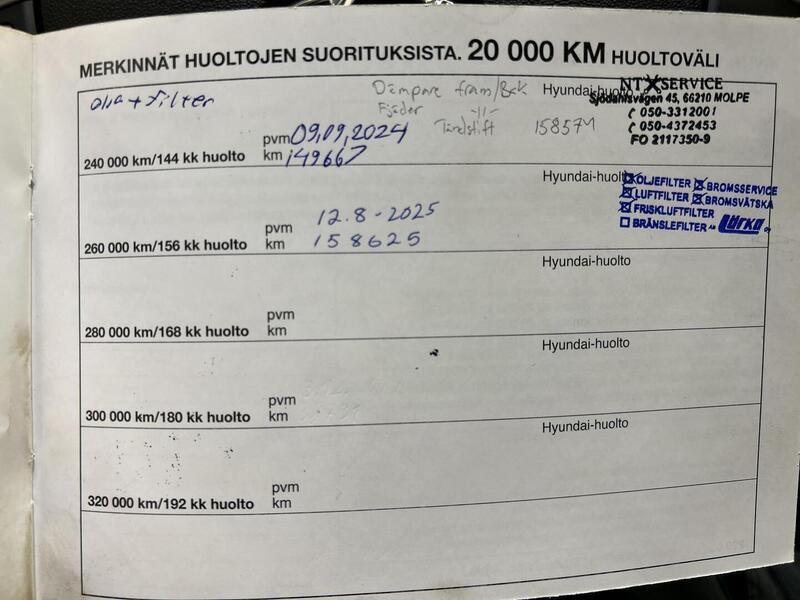 MERKINNÄT HUOLTOJEN SUORITUKSISTA. 20 000 KM HUOLTOVÄLI
Dämpare fram/Bak
Hyundai-huolto
NTXSERVICE
Sjödahlsvägen 45, 66210 MOLPE
050-3312001
050-4372453
FO 2117350-9
+ filter
Fjäder -11-
Tändstift 158574
pvm 09,09,2024
240 000 km/144 kk huolto km 149667
Hyundai-huolto
OLJEFILTER BROMSSERVICE
LUFTFILTER BROMSVÄTSKA
FRISKLUFTFILTER
BRÄNSLEFILTER AB Lörko OY
pvm 12.8-2025
260 000 km/156 kk huolto km 158625
Hyundai-huolto
pvm
280 000 km/168 kk huolto km
Hyundai-huolto
pvm
300 000 km/180 kk huolto km
Hyundai-huolto
pvm
320 000 km/192 kk huolto km